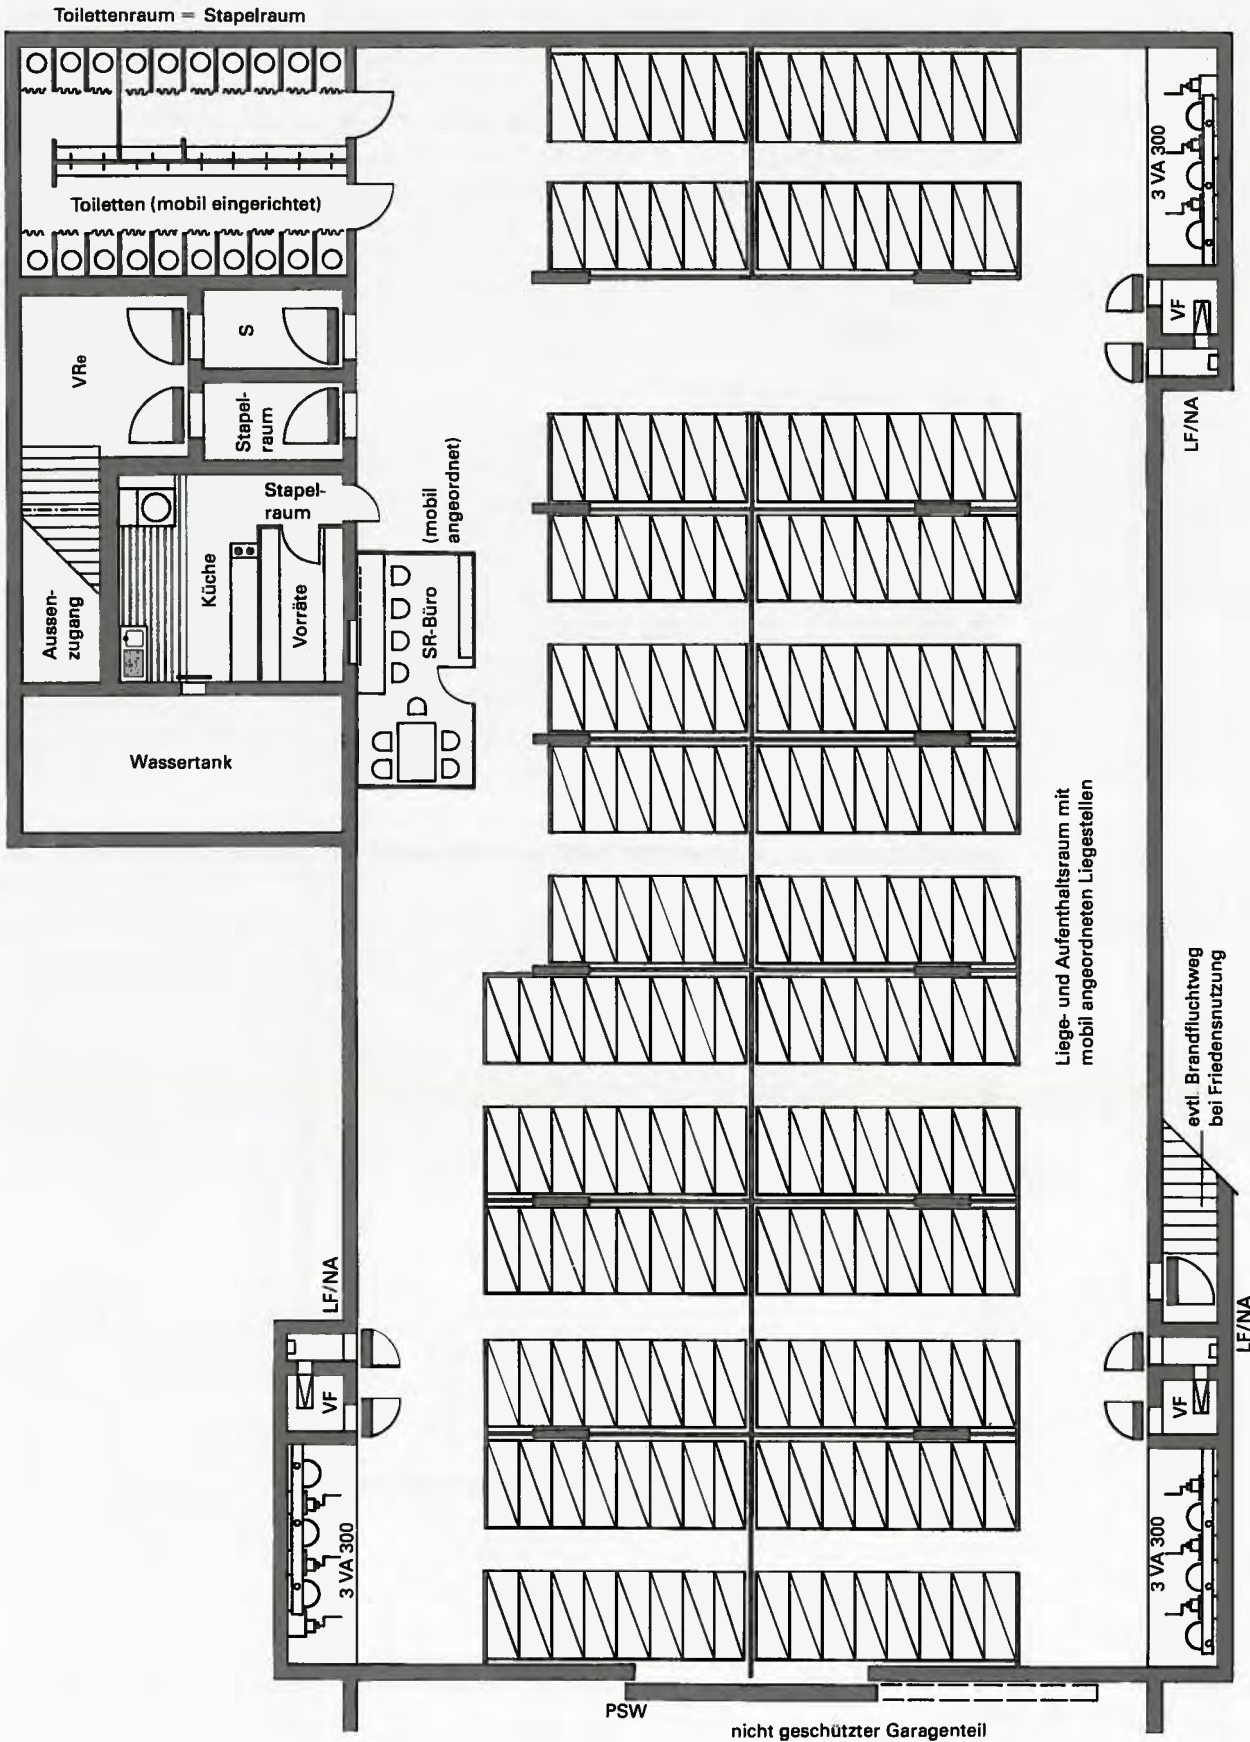 Toilettenraum = Stapelraum
Toiletten (mobil eingerichtet)
3 VA 300
VF
LF/NA
VRe
S
Stapel-
raum
Stapel-
raum
(mobil
angeordnet)
Aussen-
zugang
Küche
Vorräte
SR-Büro
Wassertank
Liege- und Aufenthaltsraum mit
mobil angeordneten Liegestellen
evtl. Brandfluchtweg
bei Friedensnutzung
LF/NA
LF/NA
VF
VF
3 VA 300
3 VA 300
PSW
nicht geschützter Garagenteil